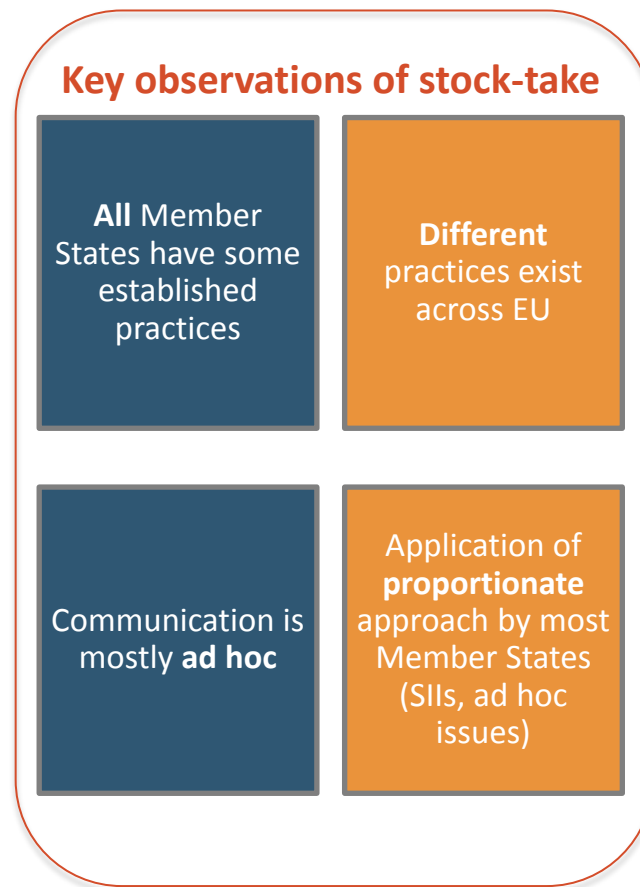 Key observations of stock-take
All Member
States have some
established
practices
Different
practices exist
across EU
Communication is
mostly ad hoc
Application of
proportionate
approach by most
Member States
(SIIs, ad hoc
issues)